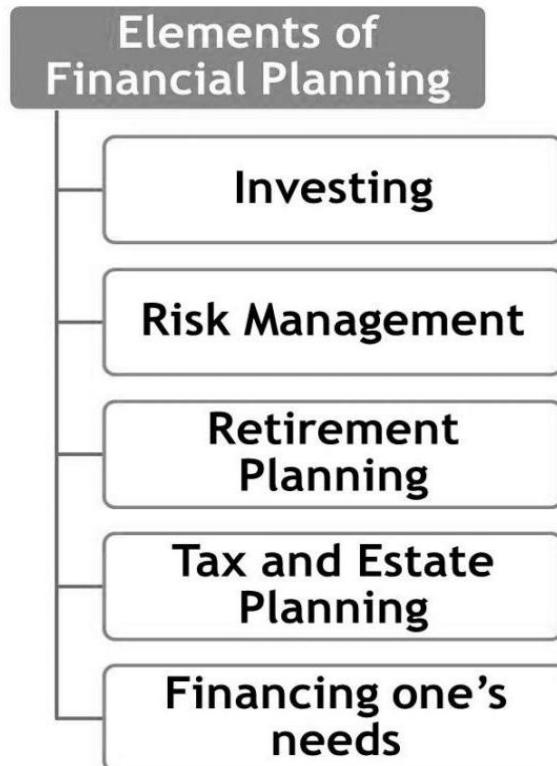 Elements of
Financial Planning
Investing
Risk Management
Retirement
Planning
Tax and Estate
Planning
Financing one's
needs